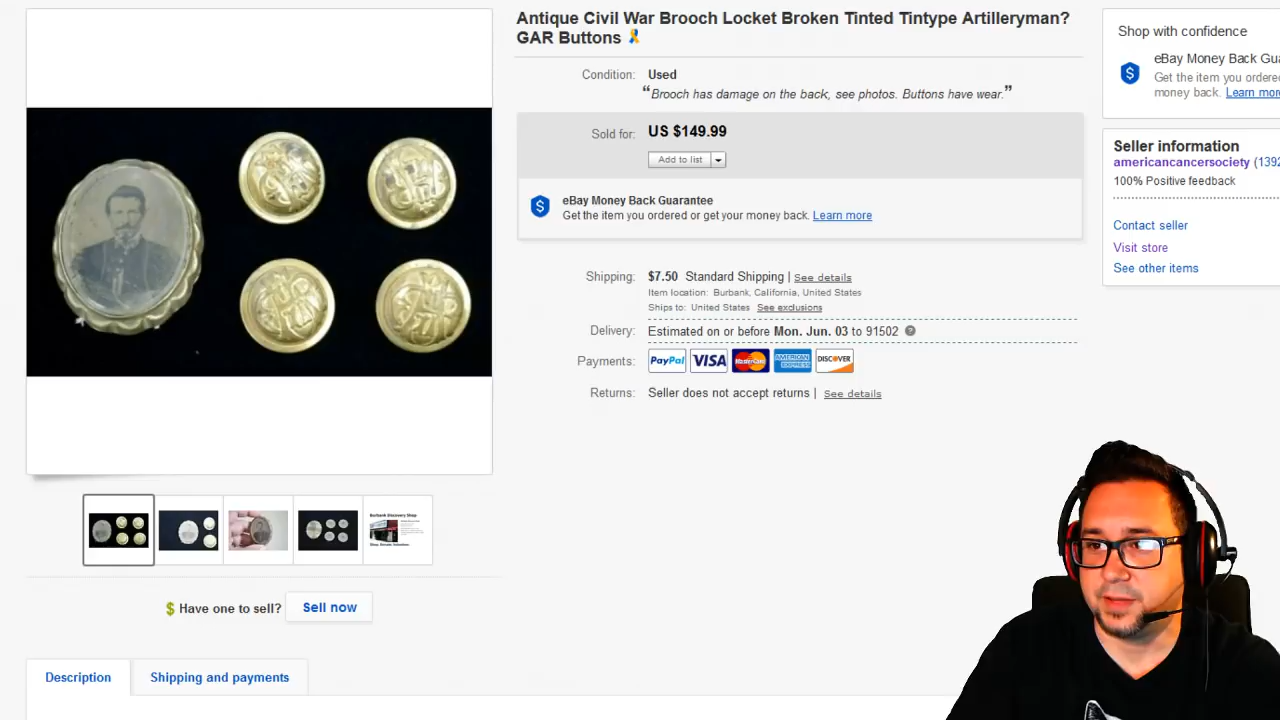 Antique Civil War Brooch Locket Broken Tinted Tintype Artilleryman?
GAR Buttons
Condition: Used
“Brooch has damage on the back, see photos. Buttons have wear.”
Sold for: US $149.99
Add to list
eBay Money Back Guarantee
Get the item you ordered or get your money back. Learn more
Shipping: $7.50 Standard Shipping | See details
Item location: Burbank, California, United States
Ships to: United States See exclusions
Delivery: Estimated on or before Mon. Jun. 03 to 91502
Payments: PayPal VISA MasterCard AMERICAN EXPRESS DISCOVER
Returns: Seller does not accept returns | See details
Shop with confidence
eBay Money Back Gua
Get the item you ordere
money back. Learn more
Seller information
americancancersociety (1392
100% Positive feedback
Contact seller
Visit store
See other items
Burbank Discovery Shop
$ Have one to sell? Sell now
Description
Shipping and payments